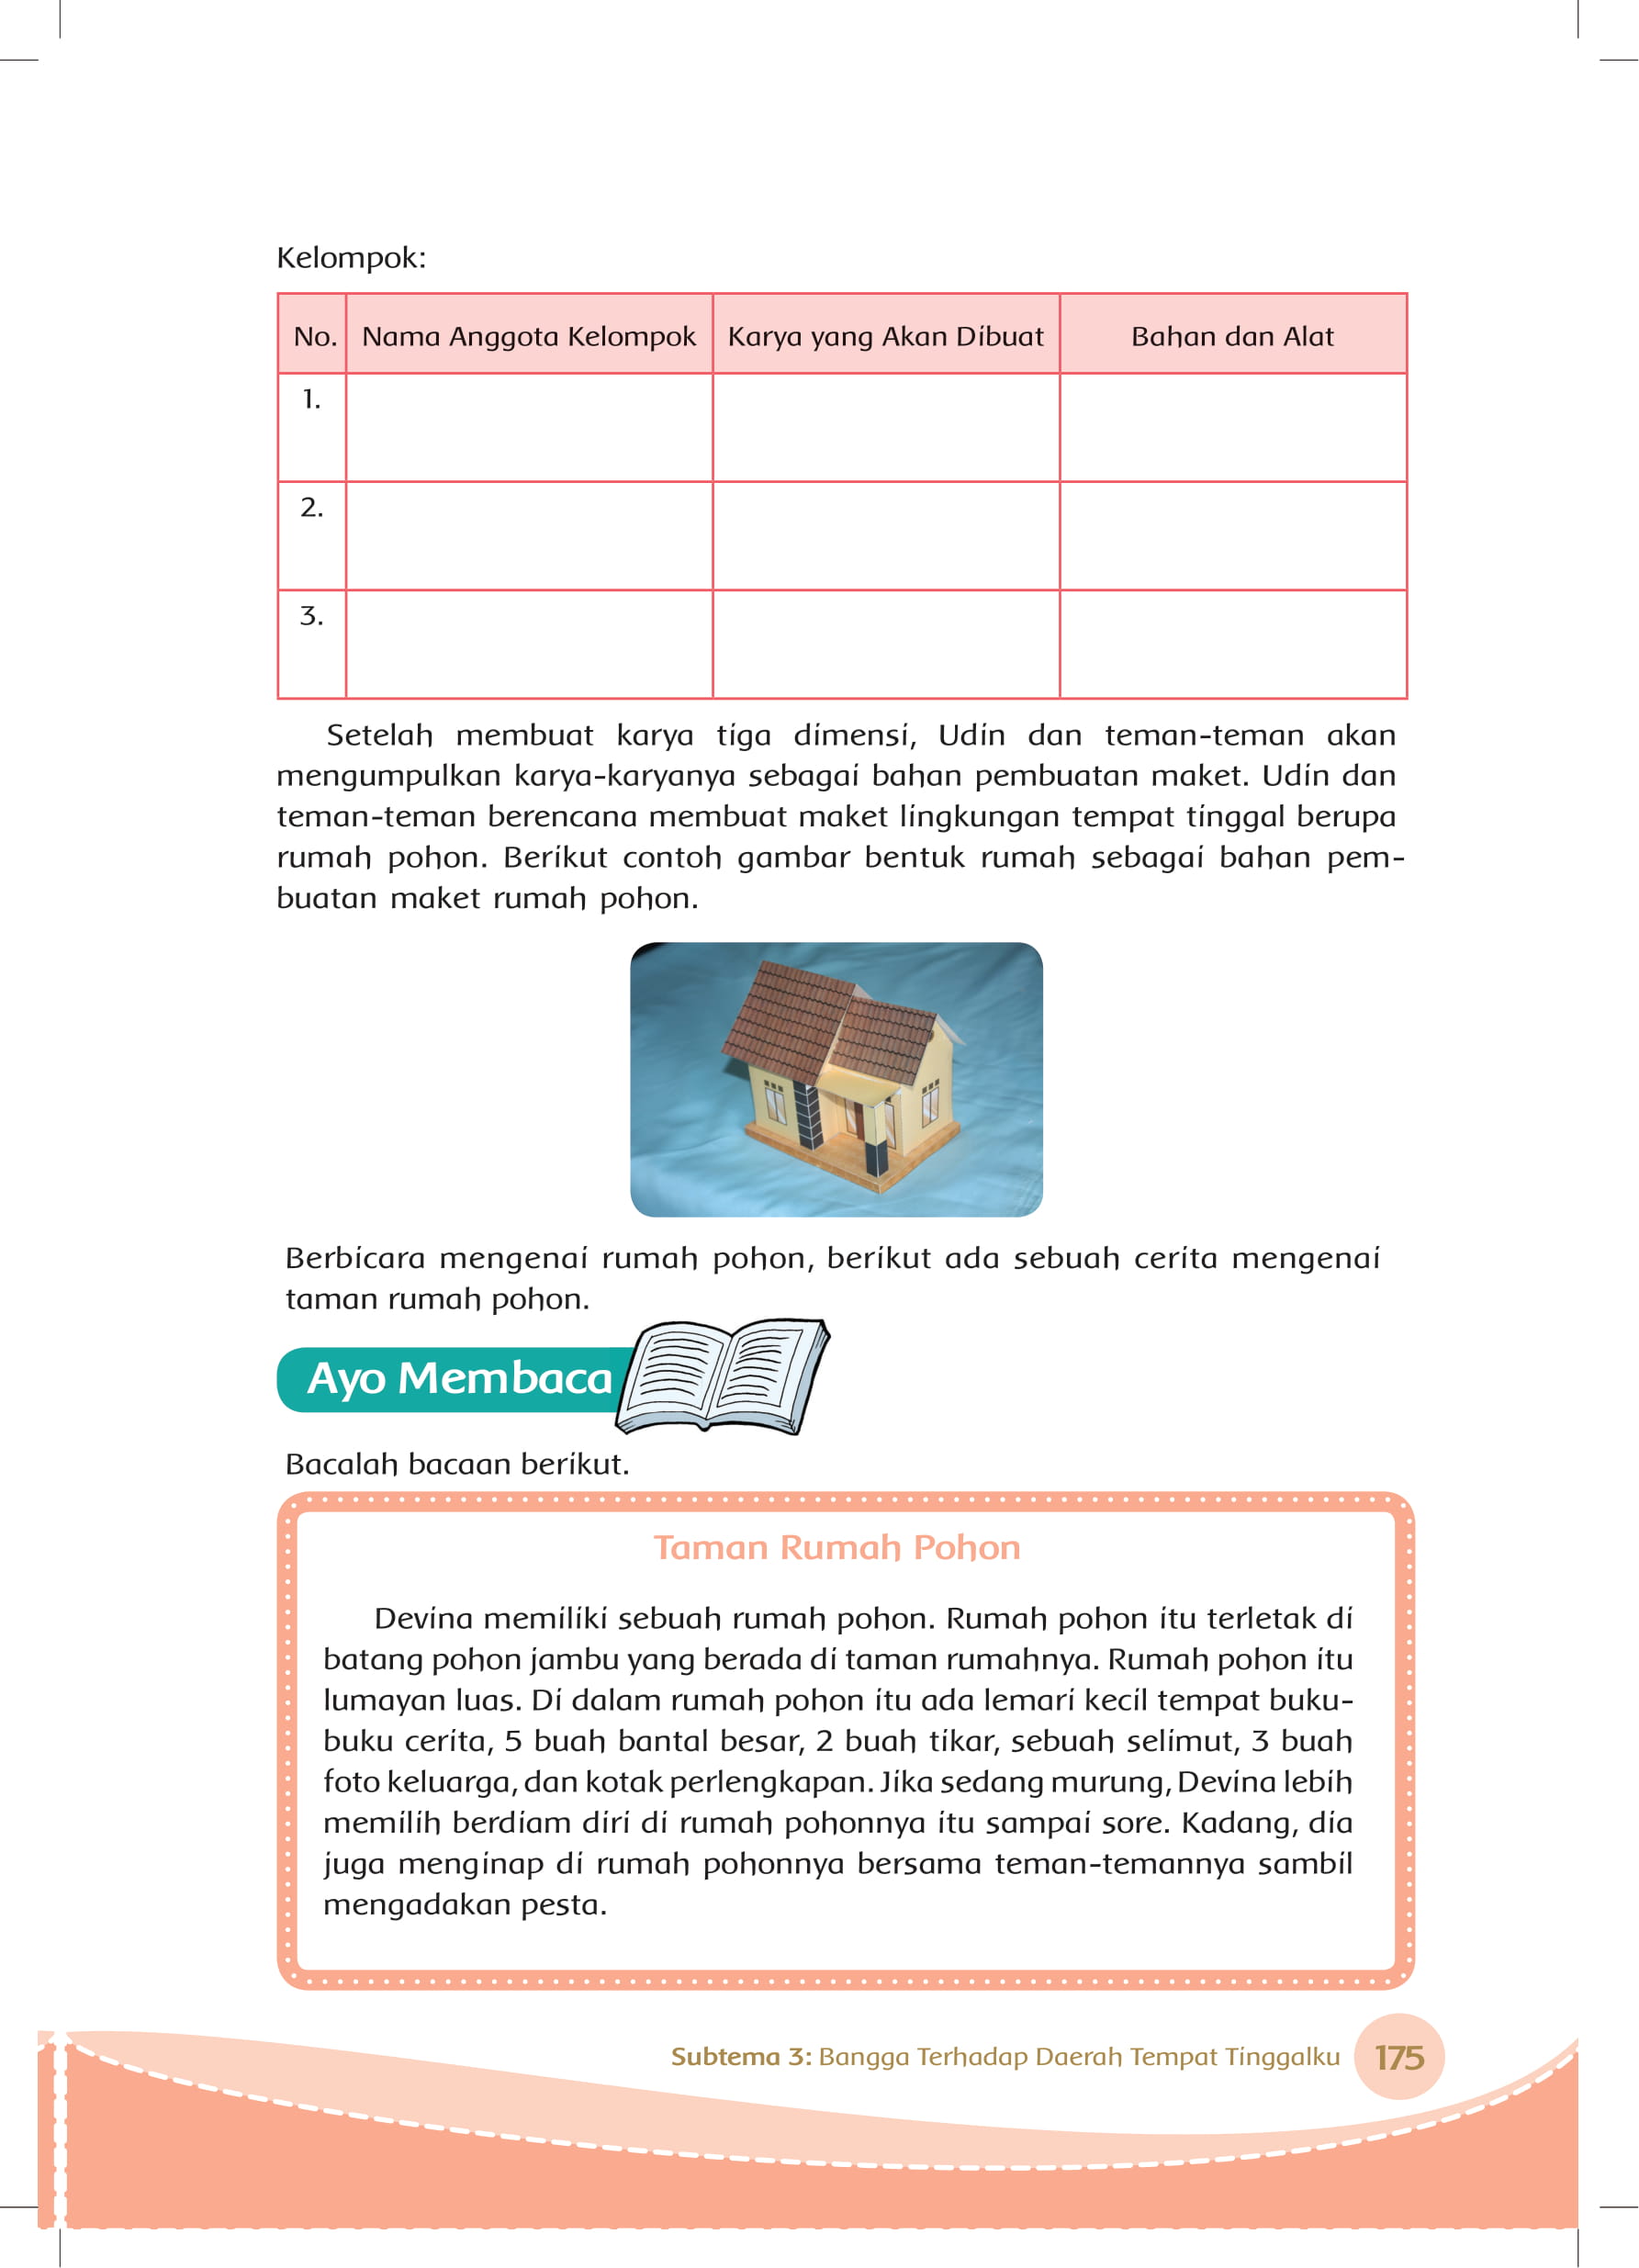 Kelompok:
No. Nama Anggota Kelompok Karya yang Akan Dibuat Bahan dan Alat
1.
2.
3.
Setelah membuat karya tiga dimensi, Udin dan teman-teman akan
mengumpulkan karya-karyanya sebagai bahan pembuatan maket. Udin dan
teman-teman berencana membuat maket lingkungan tempat tinggal berupa
rumah pohon. Berikut contoh gambar bentuk rumah sebagai bahan pem-
buatan maket rumah pohon.
Berbicara mengenai rumah pohon, berikut ada sebuah cerita mengenai
taman rumah pohon.
Ayo Membaca
Bacalah bacaan berikut.
Taman Rumah Pohon
Devina memiliki sebuah rumah pohon. Rumah pohon itu terletak di
batang pohon jambu yang berada di taman rumahnya. Rumah pohon itu
lumayan luas. Di dalam rumah pohon itu ada lemari kecil tempat buku-
buku cerita, 5 buah bantal besar, 2 buah tikar, sebuah selimut, 3 buah
foto keluarga, dan kotak perlengkapan. Jika sedang murung, Devina lebih
memilih berdiam diri di rumah pohonnya itu sampai sore. Kadang, dia
juga menginap di rumah pohonnya bersama teman-temannya sambil
mengadakan pesta.
Subtema 3: Bangga Terhadap Daerah Tempat Tinggalku 175